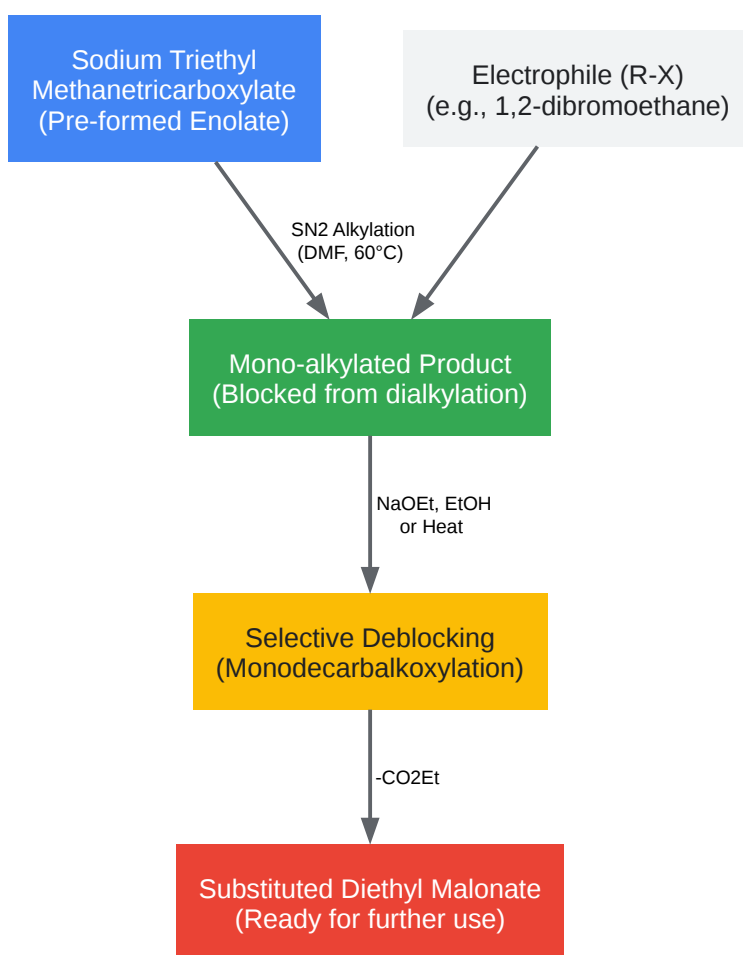 Sodium Triethyl
Methanetricarboxylate
(Pre-formed Enolate)
Electrophile (R-X)
(e.g., 1,2-dibromoethane)
SN2 Alkylation
(DMF, 60°C)
Mono-alkylated Product
(Blocked from dialkylation)
NaOEt, EtOH
or Heat
Selective Deblocking
(Monodecarbalkoxylation)
-CO2Et
Substituted Diethyl Malonate
(Ready for further use)